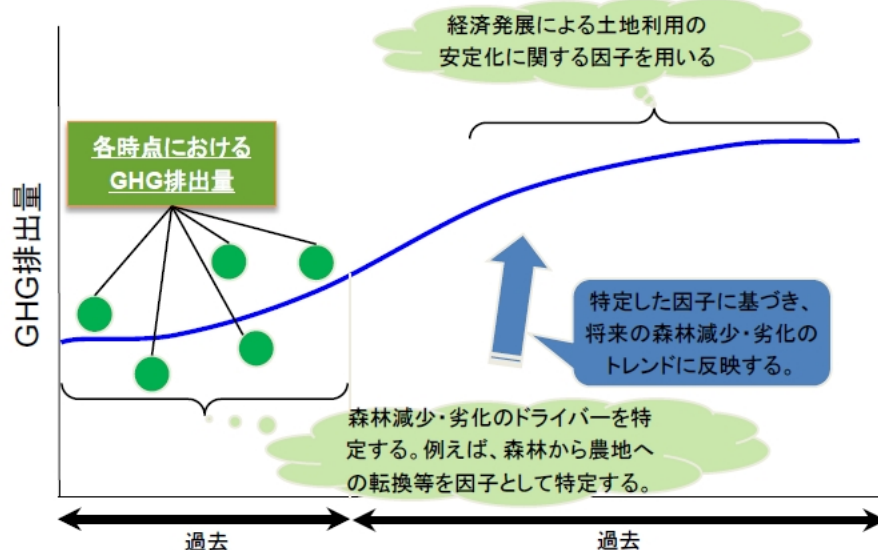 経済発展による土地利用の
安定化に関する因子を用いる
各時点における
GHG排出量
GHG排出量
特定した因子に基づき、
将来の森林減少・劣化の
トレンドに反映する。
森林減少・劣化のドライバーを特
定する。例えば、森林から農地へ
の転換等を因子として特定する。
過去
過去